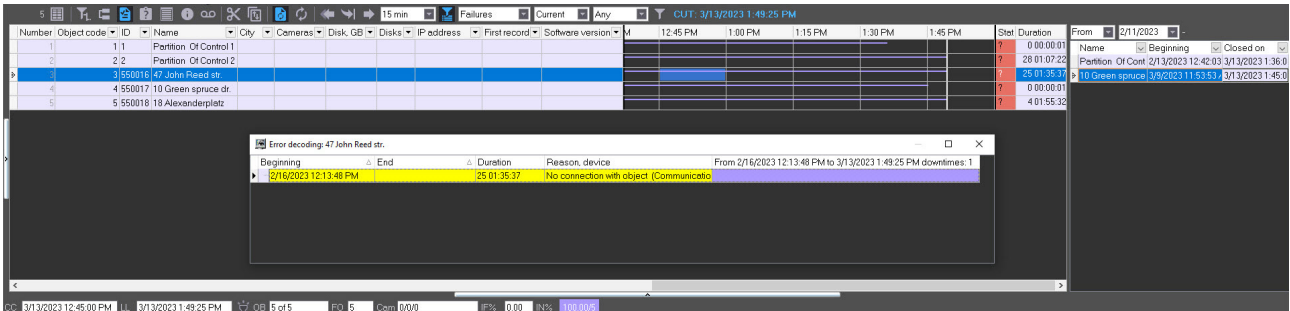 5 15 min Failures Current Any CUT: 3/13/2023 1:49:25 PM
Number Object code ID Name City Cameras Disk, GB Disks IP address First record Software version M 12:45 PM 1:00 PM 1:15 PM 1:30 PM 1:45 PM Stat Duration
1 1 1 Partition Of Control 1 ? 0 00:00:01
2 2 2 Partition Of Control 2 ? 28 01:07:22
3 3 550016 47 John Reed str. ? 25 01:35:37
4 4 550017 10 Green spruce dr. ? 0 00:00:01
5 5 550018 18 Alexanderplatz ? 4 01:55:32
From 2/11/2023 -
Name Beginning Closed on
Partition Of Cont 2/13/2023 12:42:03 3/13/2023 1:36:0
10 Green spruce 3/9/2023 11:53:53 3/13/2023 1:45:0
Error decoding: 47 John Reed str.
Beginning End Duration Reason, device From 2/16/2023 12:13:48 PM to 3/13/2023 1:49:25 PM downtimes: 1
2/16/2023 12:13:48 PM 25 01:35:37 No connection with object (Communicatio
CC 3/13/2023 12:45:00 PM LL 3/13/2023 1:49:25 PM OB 5 of 5 FO 5 Cam 0/0/0 IF% 0.00 IN% 100.00/5